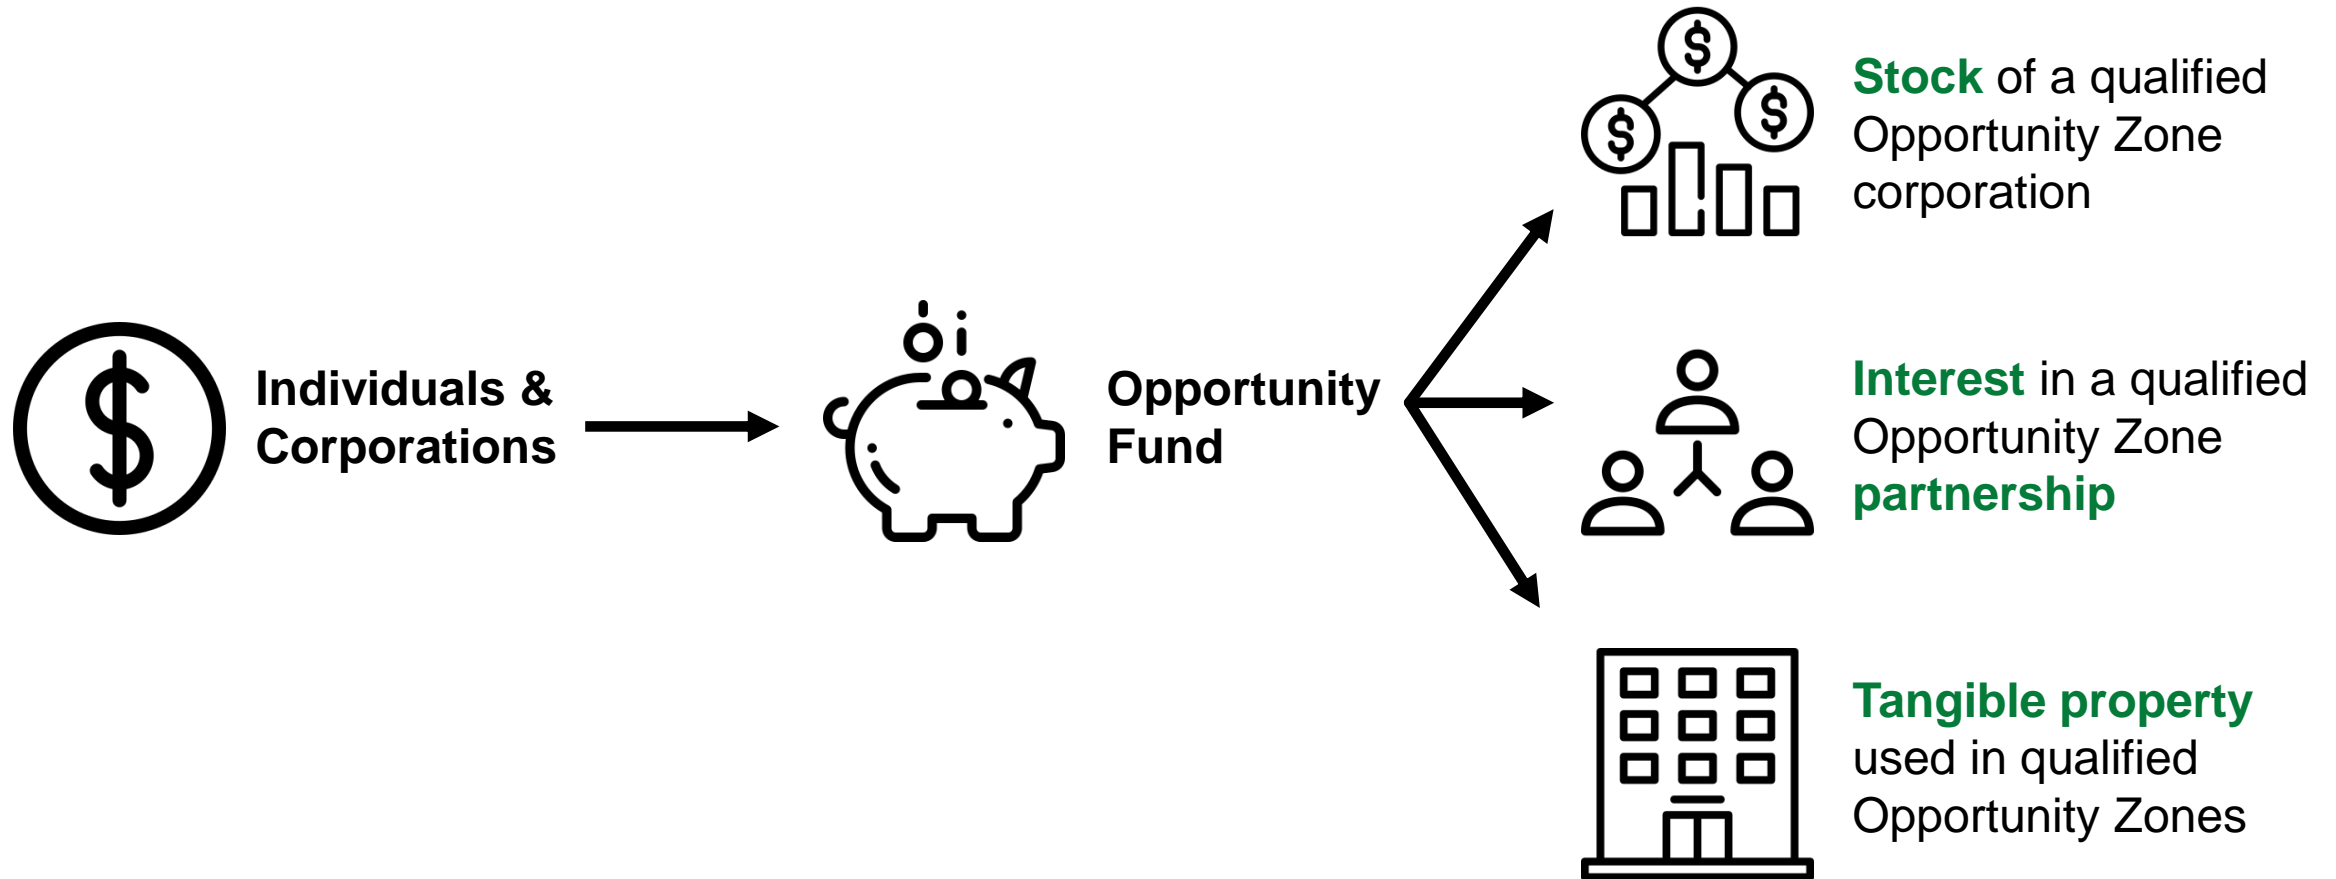 Individuals &
Corporations
Opportunity
Fund
Stock of a qualified
Opportunity Zone
corporation
Interest in a qualified
Opportunity Zone
partnership
Tangible property
used in qualified
Opportunity Zones